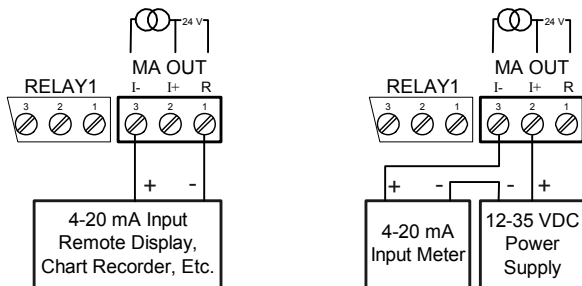 24 V
MA OUT
RELAY1
I- I+ R
3 2 1
3 2 1
+ -
4-20 mA Input
Remote Display,
Chart Recorder, Etc.
24 V
MA OUT
RELAY1
I- I+ R
3 2 1
3 2 1
+ - - +
4-20 mA
Input Meter
12-35 VDC
Power
Supply